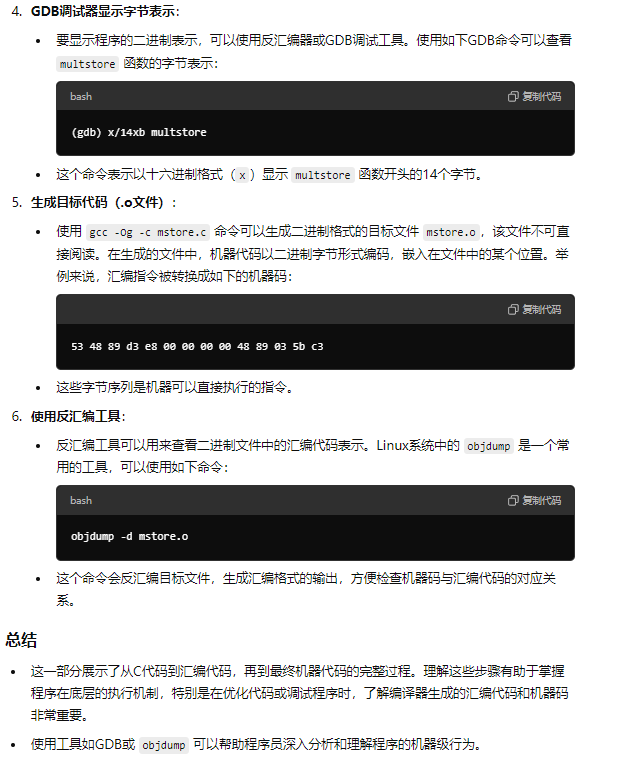 4. GDB调试器显示字节表示：
• 要显示程序的二进制表示，可以使用反汇编器或GDB调试工具。使用如下GDB命令可以查看
multstore 函数的字节表示：
bash 复制代码
(gdb) x/14xb multstore
• 这个命令表示以十六进制格式（ x ）显示 multstore 函数开头的14个字节。
5. 生成目标代码（.o文件）：
• 使用 gcc -Og -c mstore.c 命令可以生成二进制格式的目标文件 mstore.o ，该文件不可直
接阅读。在生成的文件中，机器代码以二进制字节形式编码，嵌入在文件中的某个位置。举
例来说，汇编指令被转换成如下的机器码：
复制代码
53 48 89 d3 e8 00 00 00 00 48 89 03 5b c3
• 这些字节序列是机器可以直接执行的指令。
6. 使用反汇编工具：
• 反汇编工具可以用来查看二进制文件中的汇编代码表示。Linux系统中的 objdump 是一个常
用的工具，可以使用如下命令：
bash 复制代码
objdump -d mstore.o
• 这个命令会反汇编目标文件，生成汇编格式的输出，方便检查机器码与汇编代码的对应关
系。
总结
• 这一部分展示了从C代码到汇编代码，再到最终机器代码的完整过程。理解这些步骤有助于掌握
程序在底层的执行机制，特别是在优化代码或调试程序时，了解编译器生成的汇编代码和机器码
非常重要。
• 使用工具如GDB或 objdump 可以帮助程序员深入分析和理解程序的机器级行为。